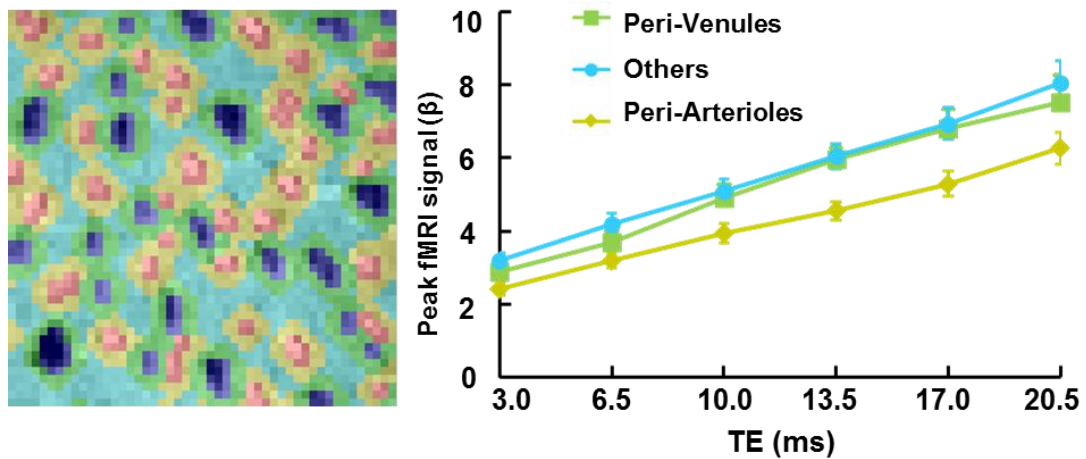 10
Peri-Venules
Others
Peri-Arterioles
8
6
4
2
0
Peak fMRI signal (β)
3.0 6.5 10.0 13.5 17.0 20.5
TE (ms)